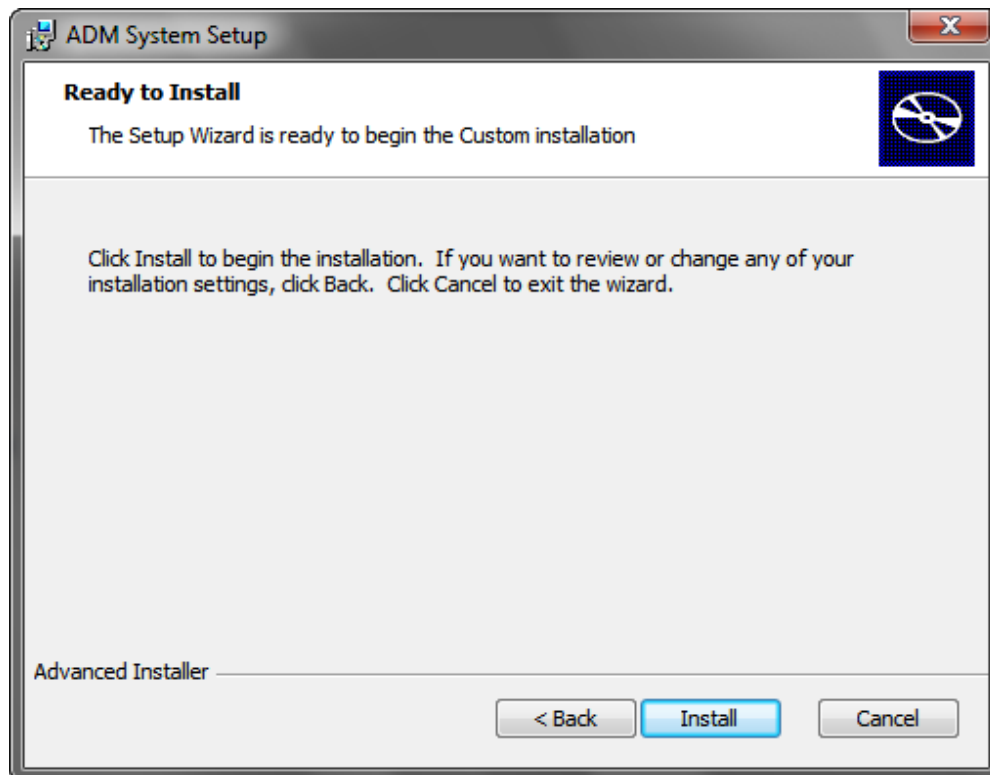 ADM System Setup
Ready to Install
The Setup Wizard is ready to begin the Custom installation
Click Install to begin the installation.  If you want to review or change any of your
installation settings, click Back.  Click Cancel to exit the wizard.
Advanced Installer
< Back
Install
Cancel